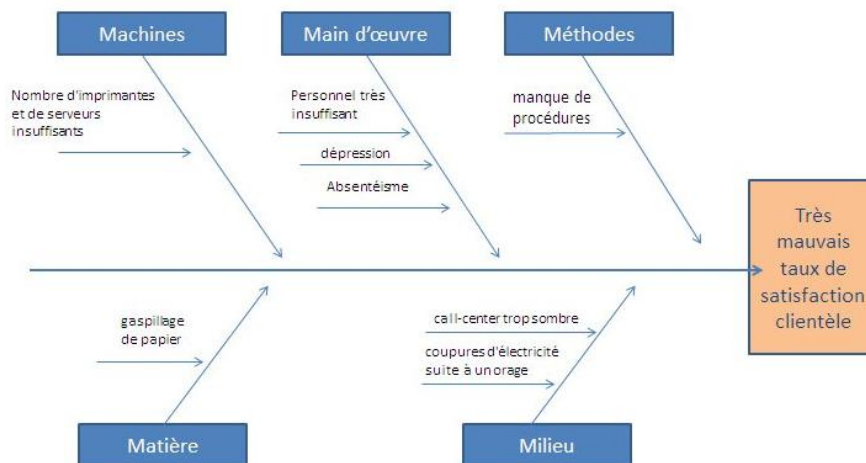 Machines
Main d'œuvre
Méthodes
Nombre d'imprimantes
et de serveurs
insuffisants
Personnel très
insuffisant
dépression
Absentéisme
manque de
procédures
Très
mauvais
taux de
satisfaction
clientèle
gaspillage
de papier
call-center trop sombre
coupures d'électricité
suite à un orage
Matière
Milieu